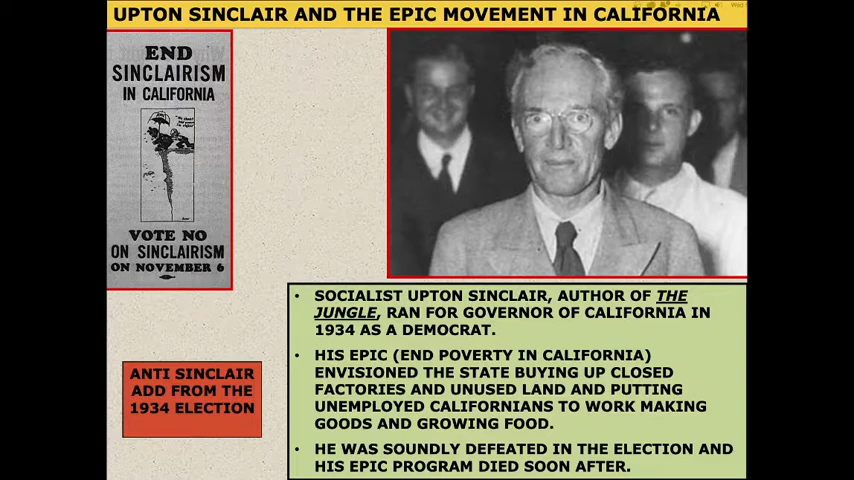 UPTON SINCLAIR AND THE EPIC MOVEMENT IN CALIFORNIA
END
SINCLAIRISM
IN CALIFORNIA
VOTE NO
ON SINCLAIRISM
ON NOVEMBER 6
• SOCIALIST UPTON SINCLAIR, AUTHOR OF THE
JUNGLE, RAN FOR GOVERNOR OF CALIFORNIA IN
1934 AS A DEMOCRAT.
• HIS EPIC (END POVERTY IN CALIFORNIA)
ENVISIONED THE STATE BUYING UP CLOSED
FACTORIES AND UNUSED LAND AND PUTTING
UNEMPLOYED CALIFORNIANS TO WORK MAKING
GOODS AND GROWING FOOD.
• HE WAS SOUNDLY DEFEATED IN THE ELECTION AND
HIS EPIC PROGRAM DIED SOON AFTER.
ANTI SINCLAIR
ADD FROM THE
1934 ELECTION